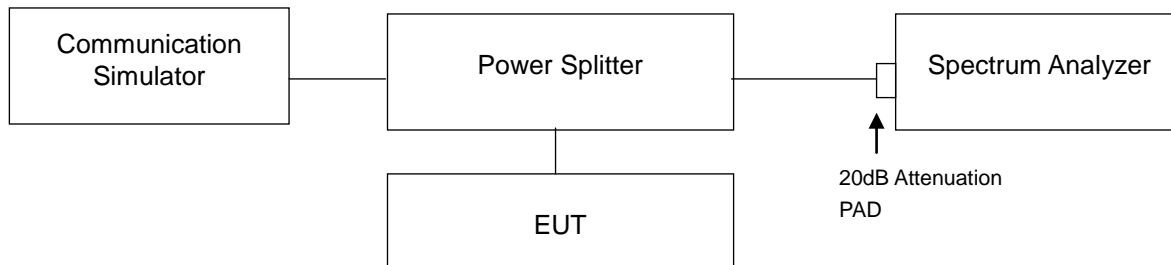 Communication
Simulator
Power Splitter
Spectrum Analyzer
20dB Attenuation
PAD
EUT